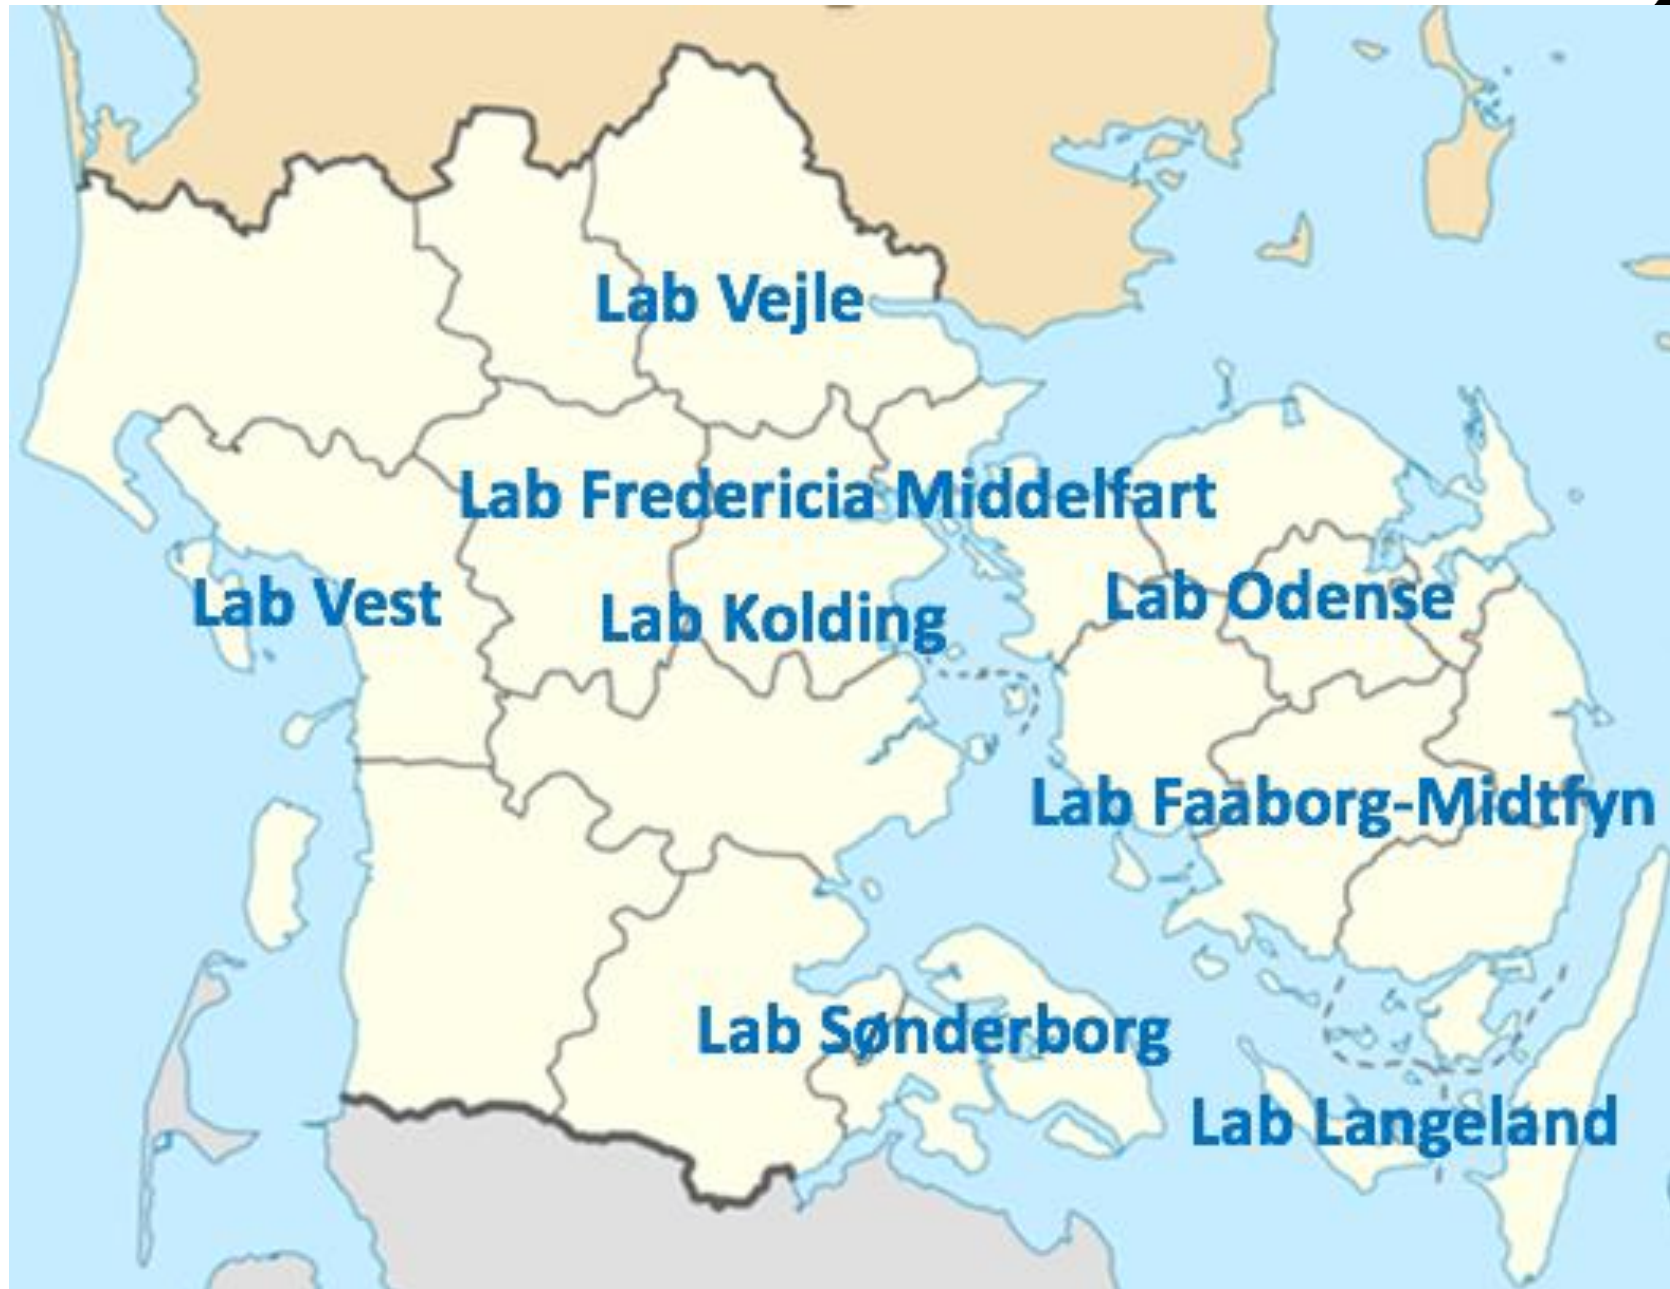 Lab Vejle
Lab Fredericia Middelfart
Lab Vest
Lab Kolding
Lab Odense
Lab Faaborg-Midtfyn
Lab Sønderborg
Lab Langeland